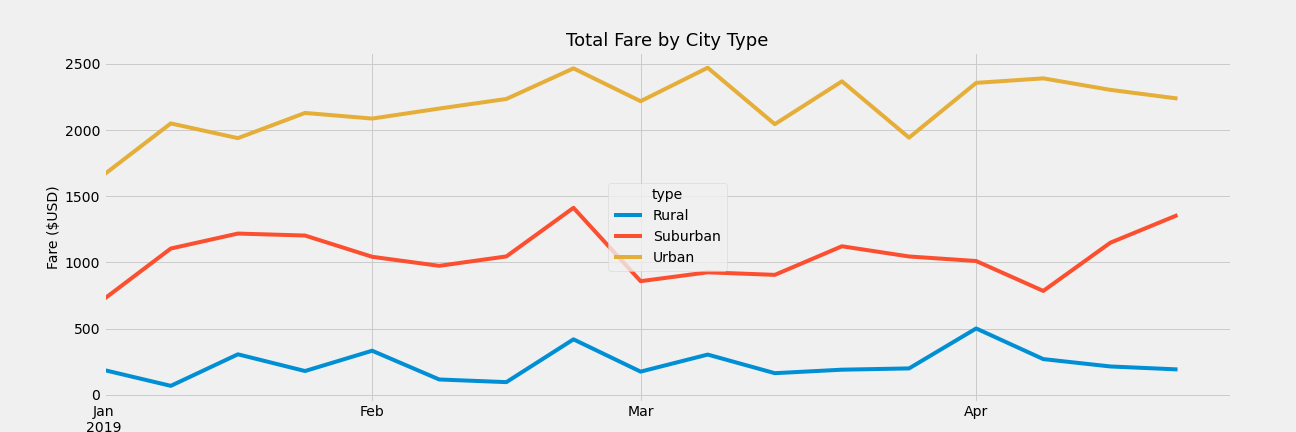 Total Fare by City Type
Fare ($USD)
2500
2000
1500
1000
500
0
type
Rural
Suburban
Urban
Jan Feb Mar Apr
2019